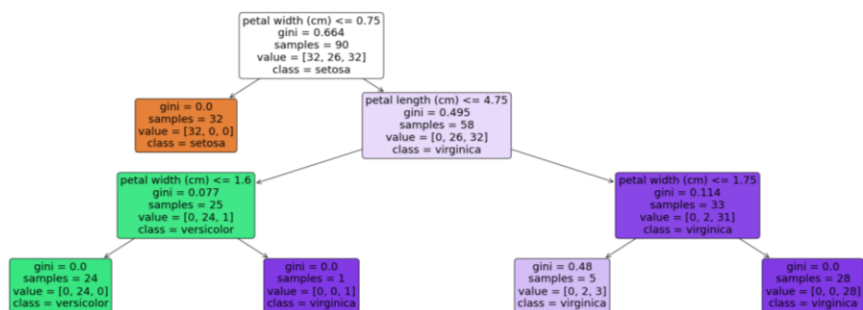 petal width (cm) <= 0.75
gini = 0.664
samples = 90
value = [32, 26, 32]
class = setosa
gini = 0.0
samples = 32
value = [32, 0, 0]
class = setosa
petal length (cm) <= 4.75
gini = 0.495
samples = 58
value = [0, 26, 32]
class = virginica
petal width (cm) <= 1.6
gini = 0.077
samples = 25
value = [0, 24, 1]
class = versicolor
petal width (cm) <= 1.75
gini = 0.114
samples = 33
value = [0, 2, 31]
class = virginica
gini = 0.0
samples = 24
value = [0, 24, 0]
class = versicolor
gini = 0.0
samples = 1
value = [0, 0, 1]
class = virginica
gini = 0.48
samples = 5
value = [0, 2, 3]
class = virginica
gini = 0.0
samples = 28
value = [0, 0, 28]
class = virginica